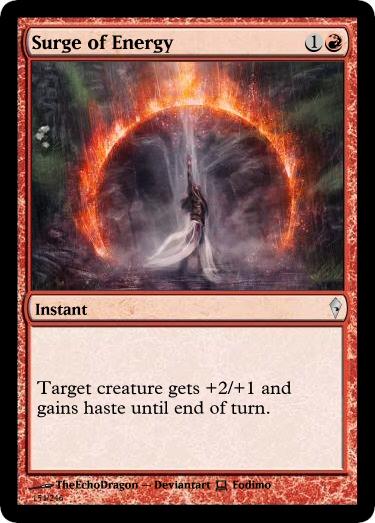 Surge of Energy 1
Instant
Target creature gets +2/+1 and
gains haste until end of turn.
TheEchoDragon — Deviantart Fodimo